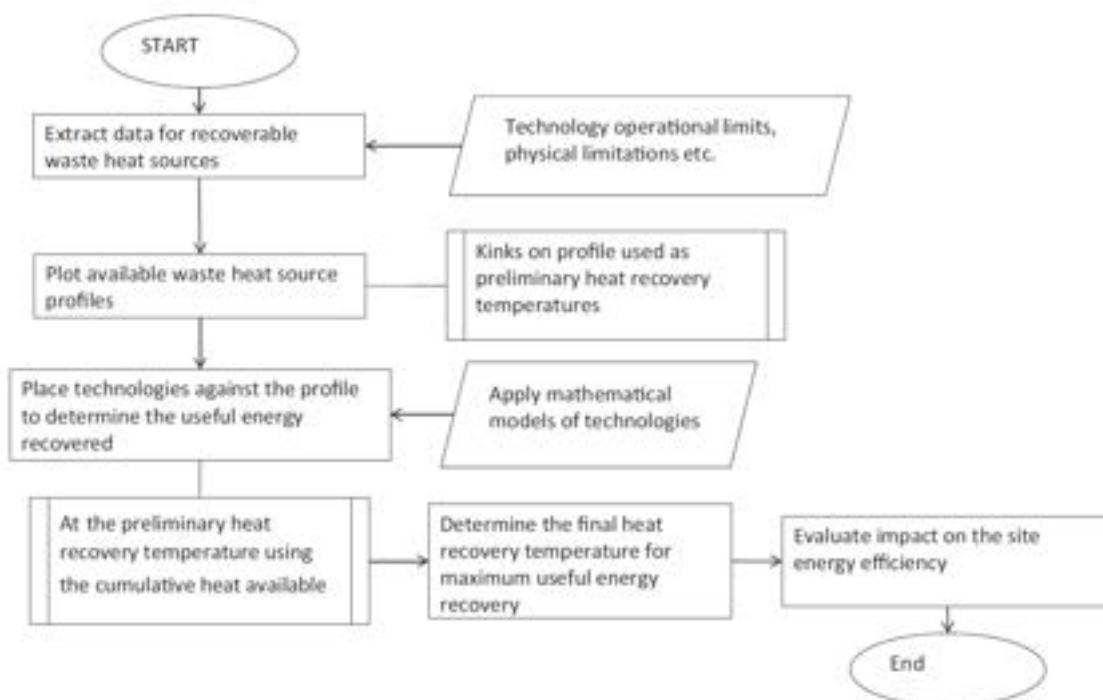 START
Extract data for recoverable
waste heat sources
Technology operational limits,
physical limitations etc.
Plot available waste heat source
profiles
Kinks on profile used as
preliminary heat recovery
temperatures
Place technologies against the profile
to determine the useful energy
recovered
Apply mathematical
models of technologies
At the preliminary heat
recovery temperature using
the cumulative heat available
Determine the final heat
recovery temperature for
maximum useful energy
recovery
Evaluate impact on the site
energy efficiency
End